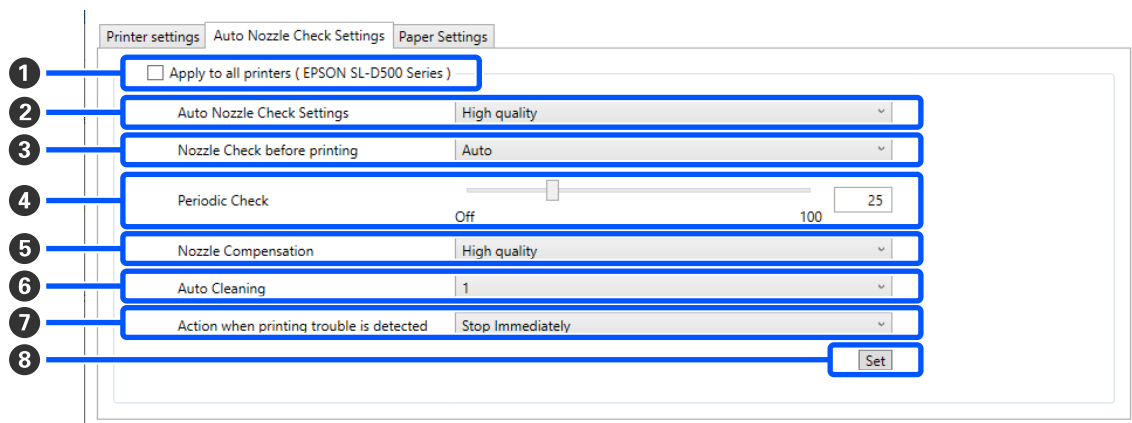 Printer settings Auto Nozzle Check Settings Paper Settings
1 Apply to all printers ( EPSON SL-D500 Series )
2 Auto Nozzle Check Settings High quality
3 Nozzle Check before printing Auto
4 Periodic Check 25
Off 100
5 Nozzle Compensation High quality
6 Auto Cleaning 1
7 Action when printing trouble is detected Stop Immediately
8 Set